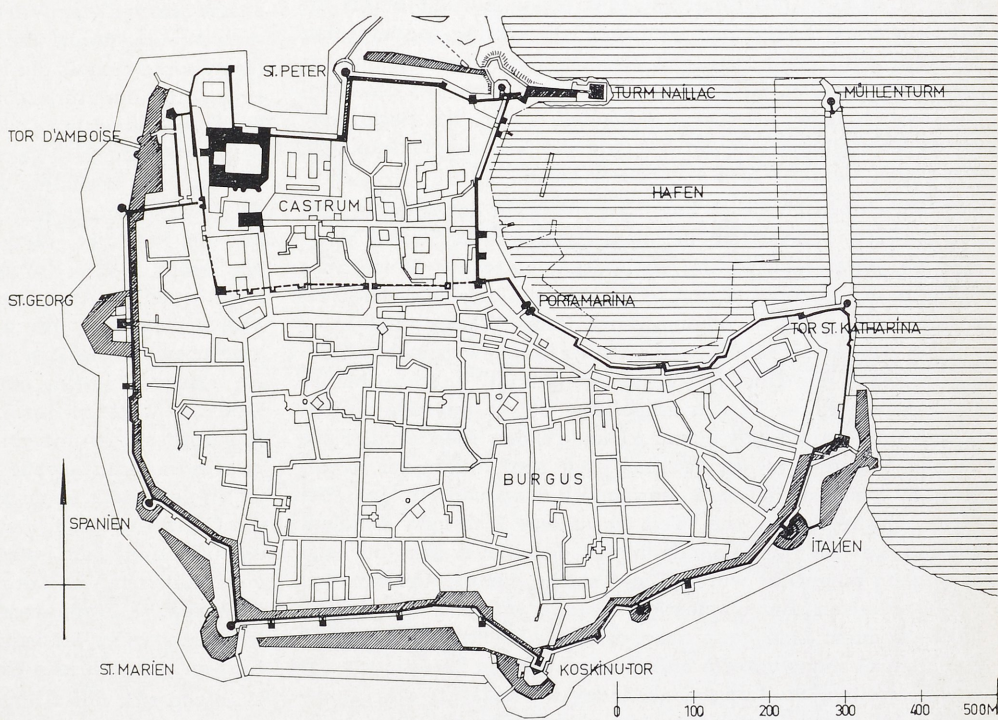 ST. PETER
TURM NAILLAC
MÜHLENTURM
TOR D'AMBOISE
HAFEN
CASTRUM
ST.GEORG
PORTAMARINA
TOR ST. KATHARINA
BURGUS
SPANIEN
ITALIEN
ST. MARIEN
KOSKINU-TOR
0 100 200 300 400 500M